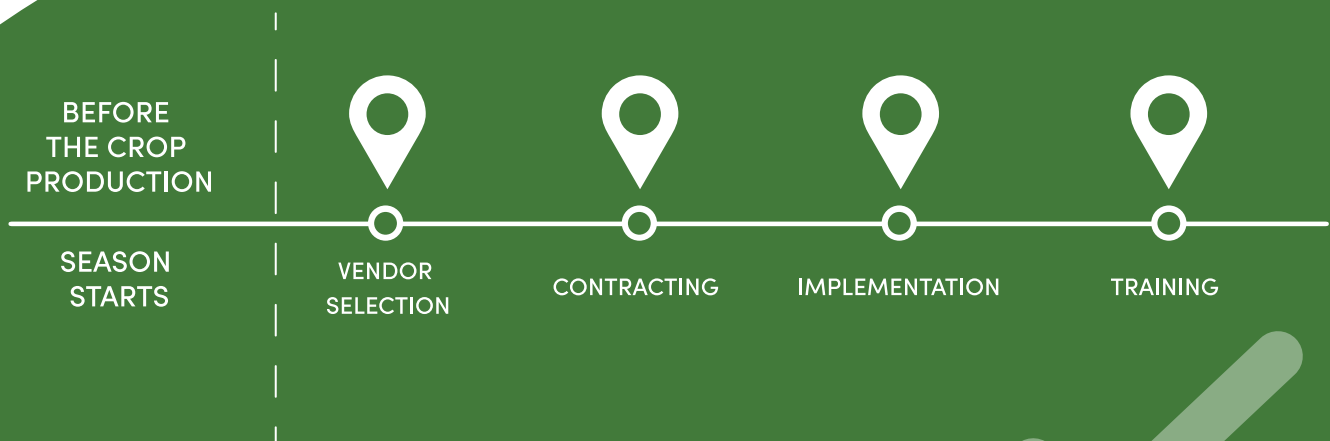 BEFORE
THE CROP
PRODUCTION
SEASON
STARTS
VENDOR
SELECTION
CONTRACTING
IMPLEMENTATION
TRAINING